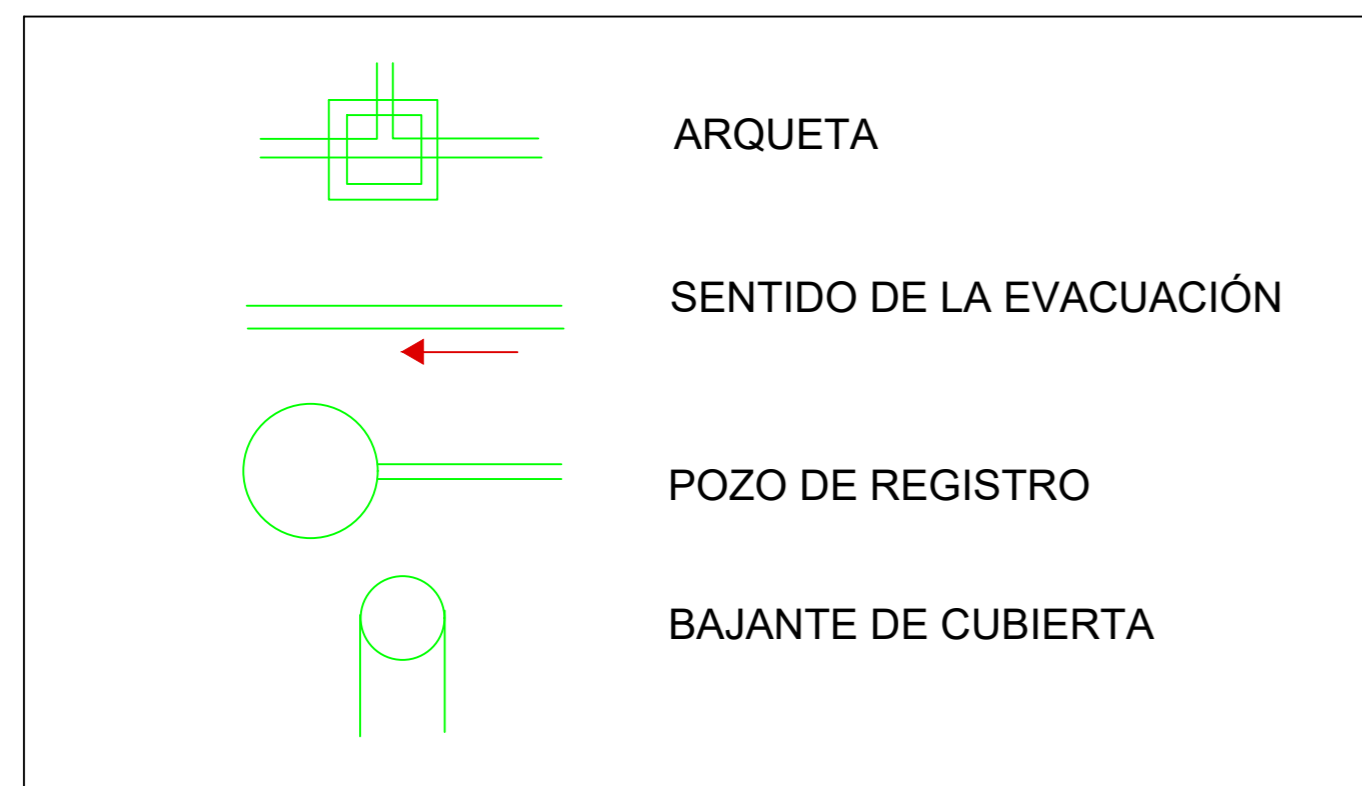 ARQUETA
SENTIDO DE LA EVACUACIÓN
POZO DE REGISTRO
BAJANTE DE CUBIERTA